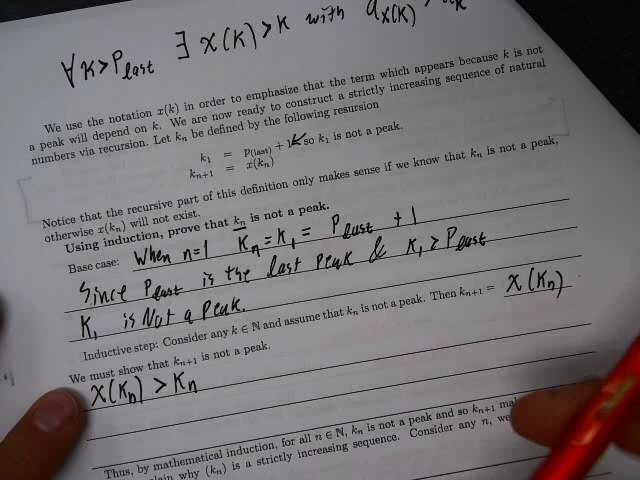 ∀ K > P_last ∃ x(K) > K with a_x(K) >
We use the notation x(k) in order to emphasize that the term which appears because k is not
a peak will depend on k. We are now ready to construct a strictly increasing sequence of natural
numbers via recursion. Let k_n be defined by the following resursion
k_1 = p_(last) + 1 so k_1 is not a peak.
k_{n+1} = x(k_n)
Notice that the recursive part of this definition only makes sense if we know that k_n is not a peak,
otherwise x(k_n) will not exist.
Using induction, prove that k_n is not a peak.
Base case: When n=1 K_n = K_1 = P_last + 1
Since P_last is the last peak & K_1 > P_last
K_1 is Not a Peak.
Inductive step: Consider any k ∈ ℕ and assume that k_n is not a peak. Then k_{n+1} = x(K_n)
We must show that k_{n+1} is not a peak.
x(K_n) > K_n
Thus, by mathematical induction, for all n ∈ ℕ, k_n is not a peak and so k_{n+1}
why (k_n) is a strictly increasing sequence. Consider any n, we